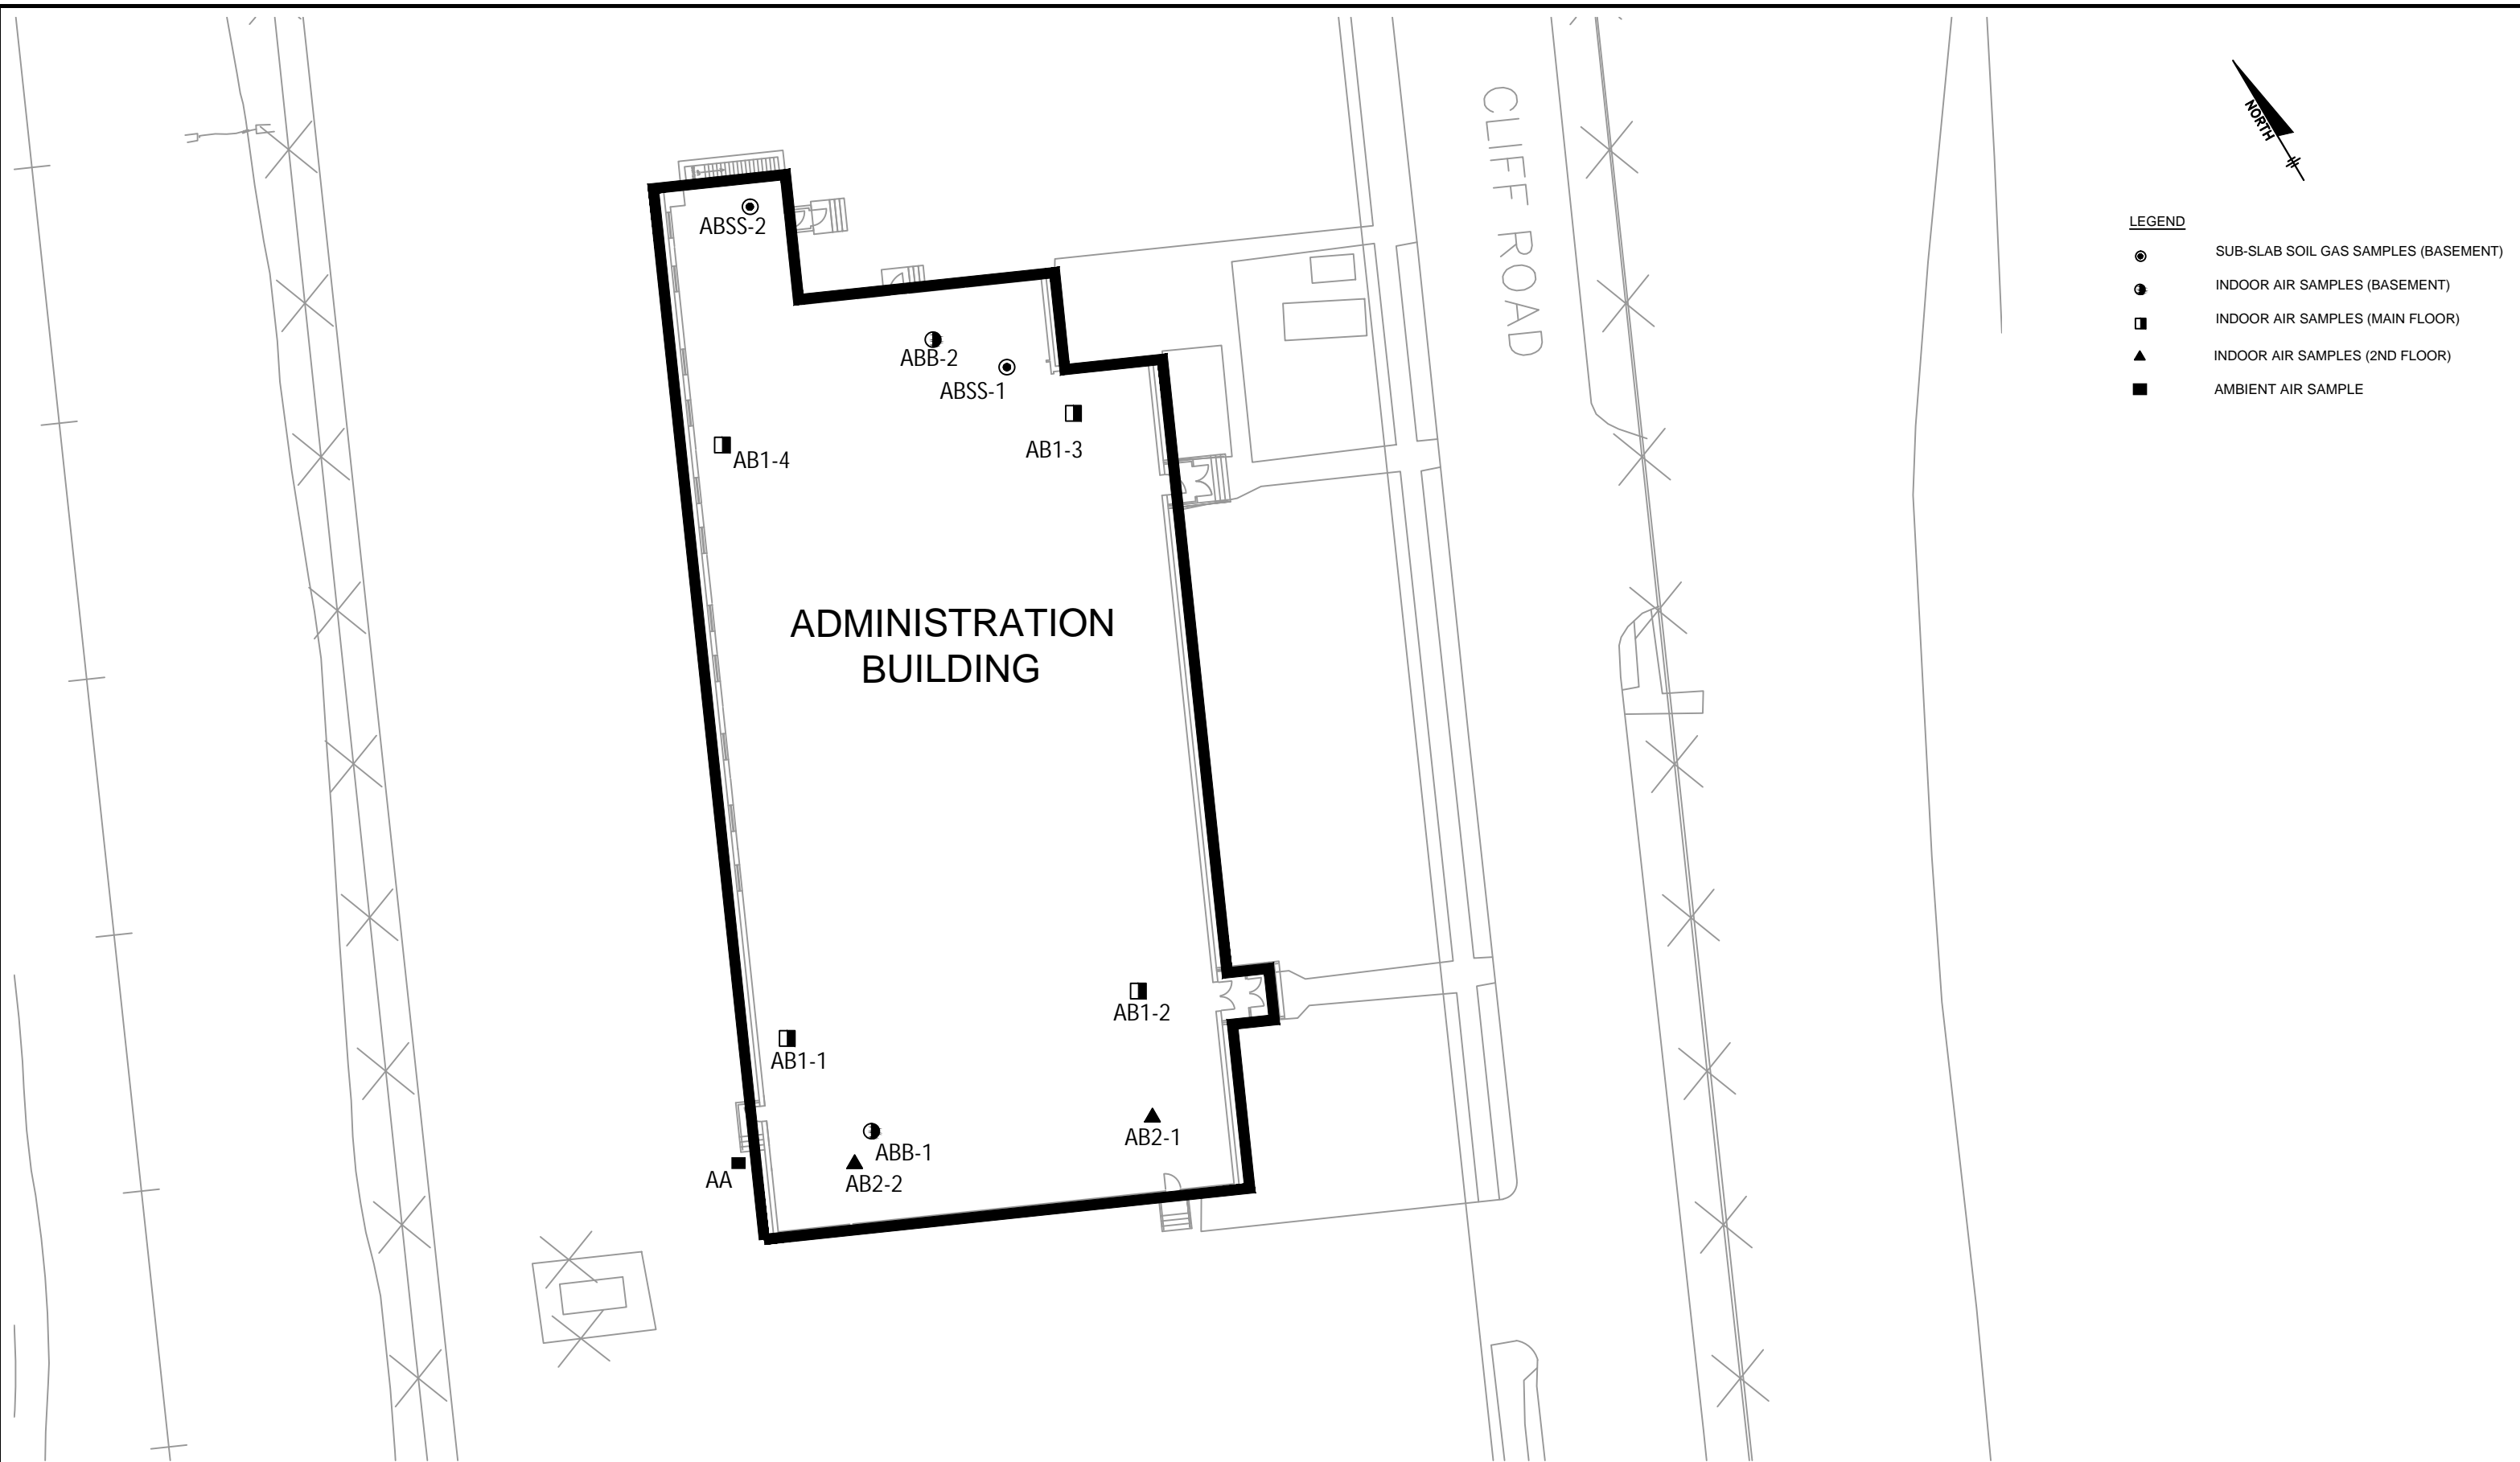 CLIFF ROAD
NORTH
LEGEND
SUB-SLAB SOIL GAS SAMPLES (BASEMENT)
INDOOR AIR SAMPLES (BASEMENT)
INDOOR AIR SAMPLES (MAIN FLOOR)
INDOOR AIR SAMPLES (2ND FLOOR)
AMBIENT AIR SAMPLE
ABSS-2
ABB-2
ABSS-1
AB1-3
AB1-4
ADMINISTRATION
BUILDING
AB1-2
AB1-1
AB2-1
ABB-1
AA
AB2-2